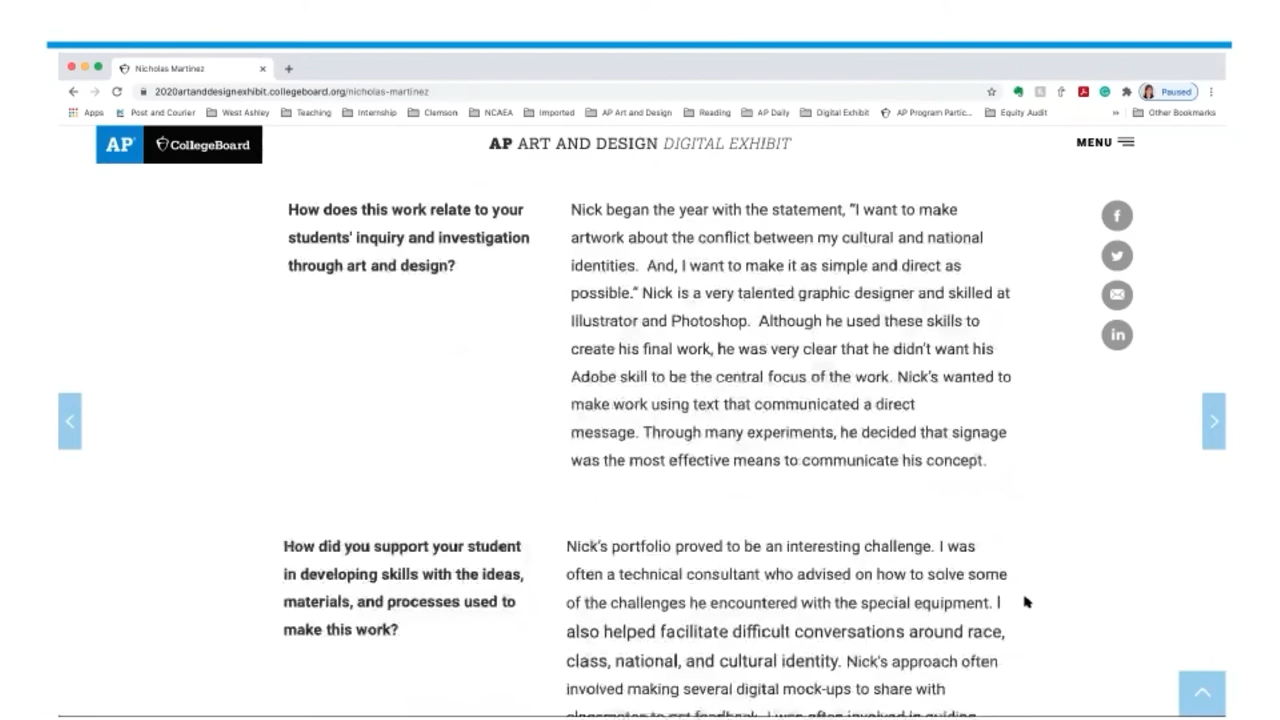 Nicholas Martinez
2020artanddesignexhibit.collegeboard.org/nicholas-martinez
Paused
Apps Post and Courier West Ashley Teaching Internship Clemson NCAEA Imported AP Art and Design Reading AP Daily Digital Exhibit AP Program Partic... Equity Audit » Other Bookmarks
AP CollegeBoard
AP ART AND DESIGN DIGITAL EXHIBIT
MENU
How does this work relate to your
students' inquiry and investigation
through art and design?
Nick began the year with the statement, "I want to make
artwork about the conflict between my cultural and national
identities. And, I want to make it as simple and direct as
possible." Nick is a very talented graphic designer and skilled at
Illustrator and Photoshop. Although he used these skills to
create his final work, he was very clear that he didn't want his
Adobe skill to be the central focus of the work. Nick's wanted to
make work using text that communicated a direct
message. Through many experiments, he decided that signage
was the most effective means to communicate his concept.
f
in
How did you support your student
in developing skills with the ideas,
materials, and processes used to
make this work?
Nick's portfolio proved to be an interesting challenge. I was
often a technical consultant who advised on how to solve some
of the challenges he encountered with the special equipment. I
also helped facilitate difficult conversations around race,
class, national, and cultural identity. Nick's approach often
involved making several digital mock-ups to share with